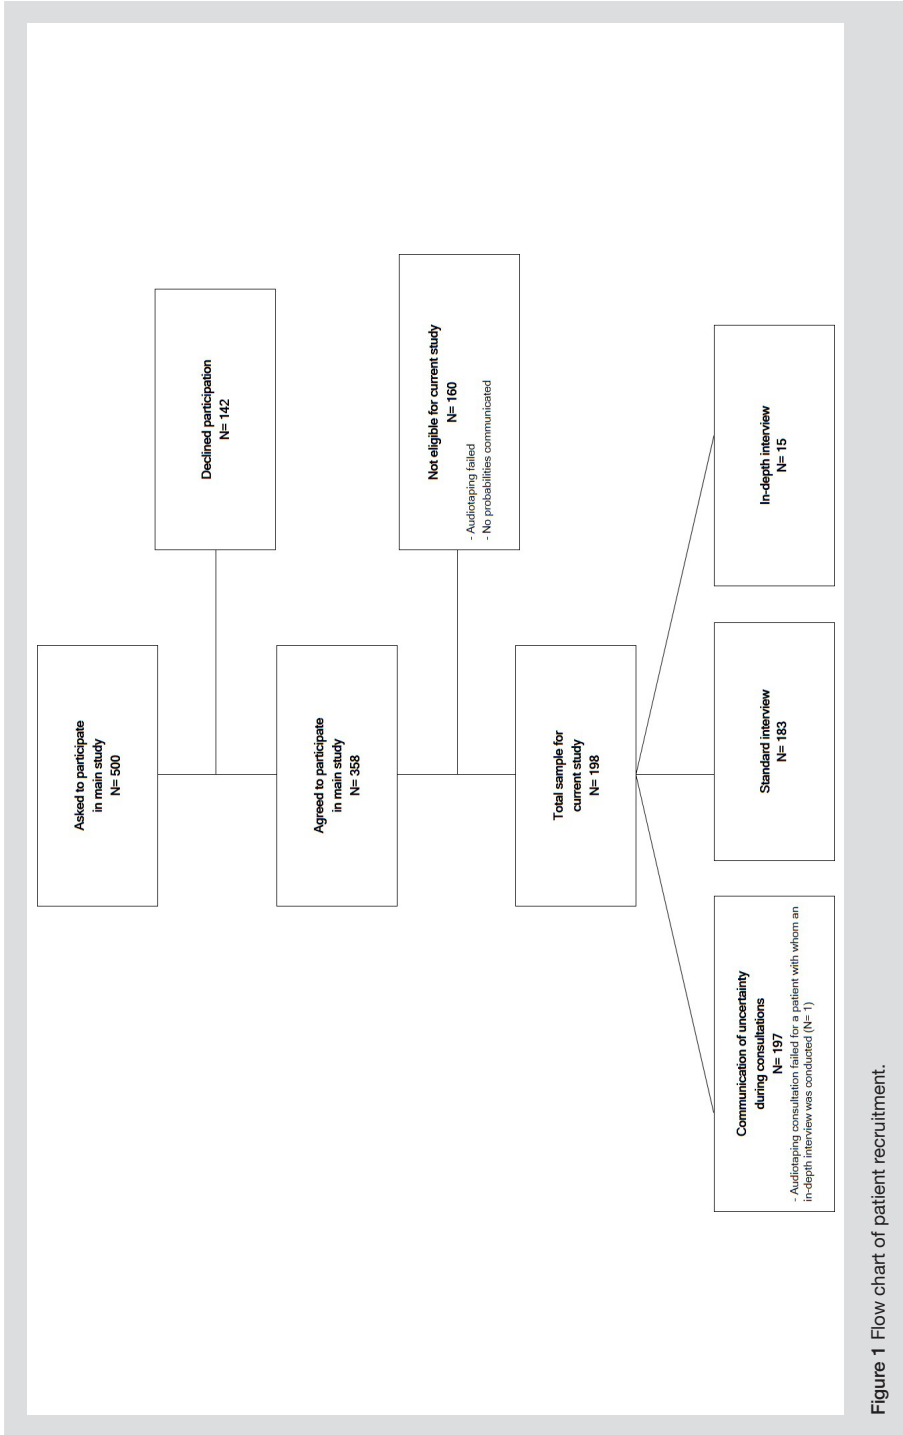 Asked to participate
in main study
N= 500
Declined participation
N= 142
Agreed to participate
in main study
N= 358
Not eligible for current study
N= 160
- Audiotaping failed
- No probabilities communicated
Total sample for
current study
N= 198
Communication of uncertainty
during consultations
N= 197
- Audiotaping consultation failed for a patient with whom an
in-depth interview was conducted (N= 1)
Standard interview
N= 183
In-depth interview
N= 15
Figure 1 Flow chart of patient recruitment.